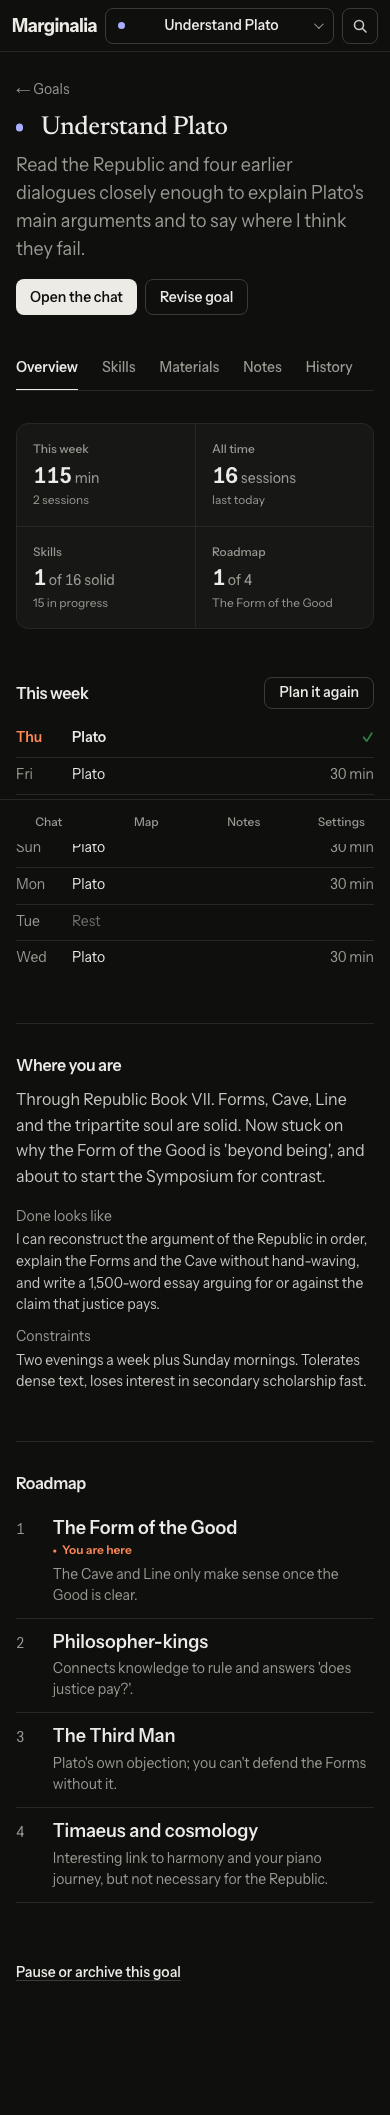 Marginalia
Understand Plato
← Goals
Understand Plato
Read the Republic and four earlier
dialogues closely enough to explain Plato's
main arguments and to say where I think
they fail.
Open the chat
Revise goal
Overview
Skills
Materials
Notes
History
This week
115 min
2 sessions
All time
16 sessions
last today
Skills
1 of 16 solid
15 in progress
Roadmap
1 of 4
The Form of the Good
This week
Plan it again
Thu Plato ✓
Fri Plato 30 min
Chat
Map
Notes
Settings
Sun Plato 30 min
Mon Plato 30 min
Tue Rest
Wed Plato 30 min
Where you are
Through Republic Book VII. Forms, Cave, Line
and the tripartite soul are solid. Now stuck on
why the Form of the Good is 'beyond being', and
about to start the Symposium for contrast.
Done looks like
I can reconstruct the argument of the Republic in order,
explain the Forms and the Cave without hand-waving,
and write a 1,500-word essay arguing for or against the
claim that justice pays.
Constraints
Two evenings a week plus Sunday mornings. Tolerates
dense text, loses interest in secondary scholarship fast.
Roadmap
1 The Form of the Good
• You are here
The Cave and Line only make sense once the
Good is clear.
2 Philosopher-kings
Connects knowledge to rule and answers 'does
justice pay?'.
3 The Third Man
Plato's own objection; you can't defend the Forms
without it.
4 Timaeus and cosmology
Interesting link to harmony and your piano
journey, but not necessary for the Republic.
Pause or archive this goal